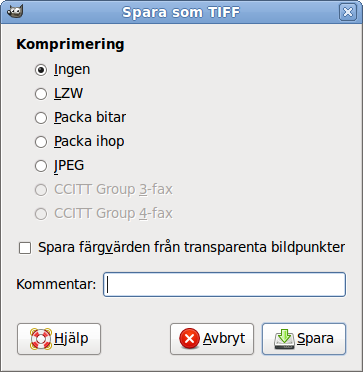 Spara som TIFF
Komprimering
Ingen
LZW
Packa bitar
Packa ihop
JPEG
CCITT Group 3-fax
CCITT Group 4-fax
Spara färgvärden från transparenta bildpunkter
Kommentar:
Hjälp Avbryt Spara